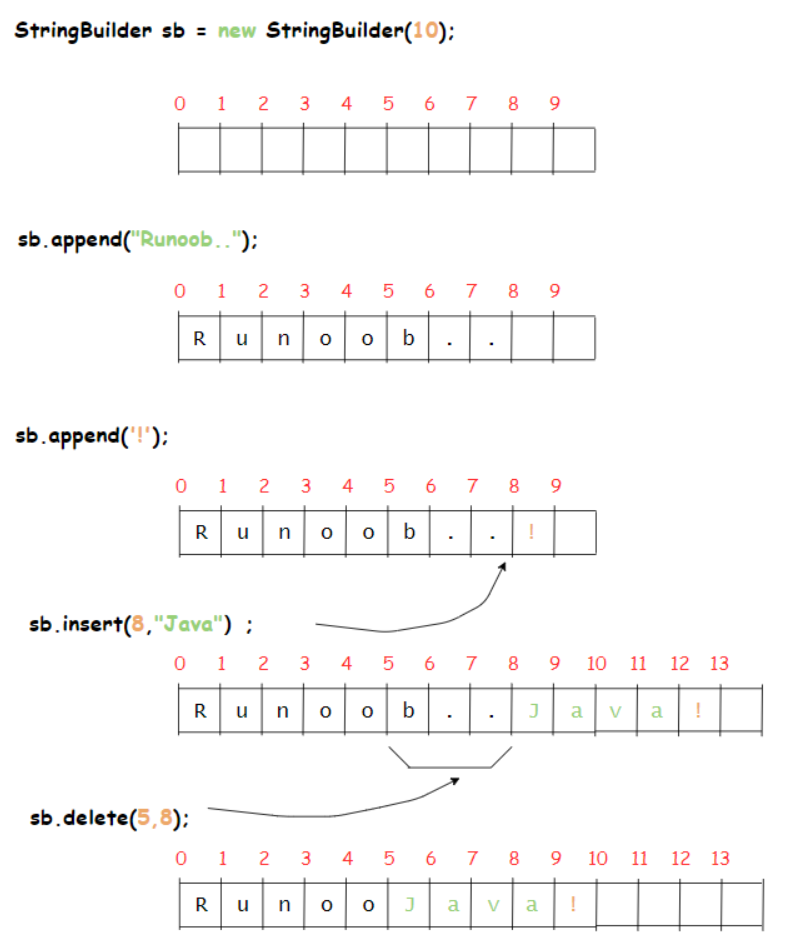 StringBuilder sb = new StringBuilder(10);
0 1 2 3 4 5 6 7 8 9
sb.append("Runoob..");
0 1 2 3 4 5 6 7 8 9
R u n o o b . .
sb.append('!');
0 1 2 3 4 5 6 7 8 9
R u n o o b . . !
sb.insert(8,"Java") ;
0 1 2 3 4 5 6 7 8 9 10 11 12 13
R u n o o b . . J a v a !
sb.delete(5,8);
0 1 2 3 4 5 6 7 8 9 10 11 12 13
R u n o o J a v a !